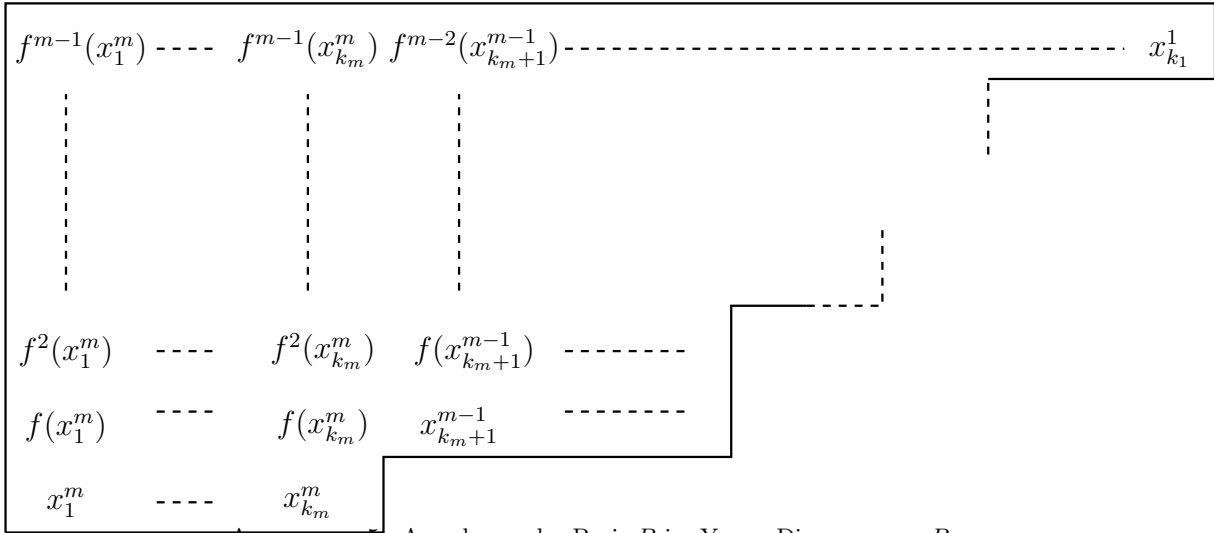 $f^{m-1}(x_1^m)$ ---- $f^{m-1}(x_{k_m}^m)$ $f^{m-2}(x_{k_m+1}^{m-1})$ ---- $x_{k_1}^1$
$f^2(x_1^m)$ ---- $f^2(x_{k_m}^m)$ $f(x_{k_m+1}^{m-1})$ ----
$f(x_1^m)$ ---- $f(x_{k_m}^m)$ $x_{k_m+1}^{m-1}$ ----
$x_1^m$ ---- $x_{k_m}^m$